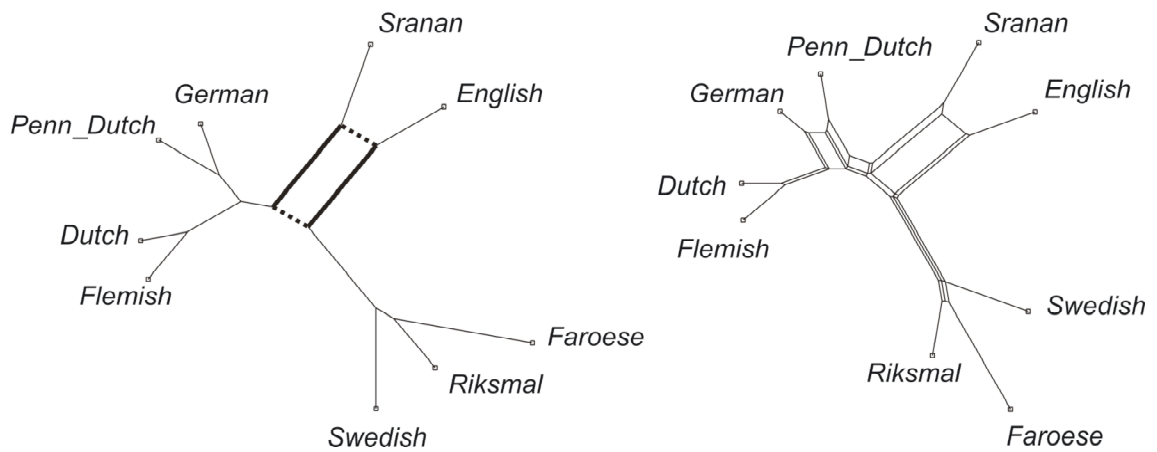 Sranan
English
German
Penn_Dutch
Dutch
Flemish
Faroese
Riksmal
Swedish
Sranan
Penn_Dutch
English
German
Dutch
Flemish
Swedish
Riksmal
Faroese